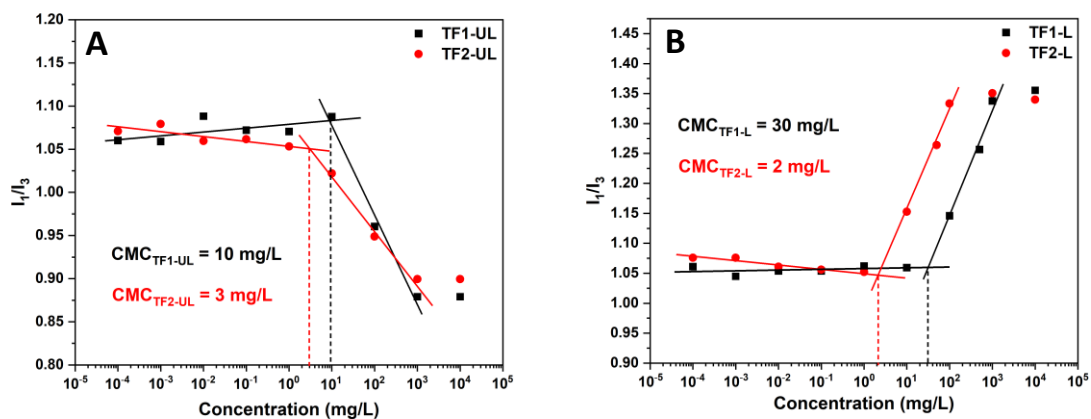 A
TF1-UL
TF2-UL
I₁/I₃
1.20
1.15
1.10
1.05
1.00
0.95
0.90
0.85
0.80
CMC_TF1-UL = 10 mg/L
CMC_TF2-UL = 3 mg/L
10⁻⁵ 10⁻⁴ 10⁻³ 10⁻² 10⁻¹ 10⁰ 10¹ 10² 10³ 10⁴ 10⁵
Concentration (mg/L)
B
TF1-L
TF2-L
I₁/I₃
1.45
1.40
1.35
1.30
1.25
1.20
1.15
1.10
1.05
1.00
0.95
0.90
CMC_TF1-L = 30 mg/L
CMC_TF2-L = 2 mg/L
10⁻⁵ 10⁻⁴ 10⁻³ 10⁻² 10⁻¹ 10⁰ 10¹ 10² 10³ 10⁴ 10⁵
Concentration (mg/L)